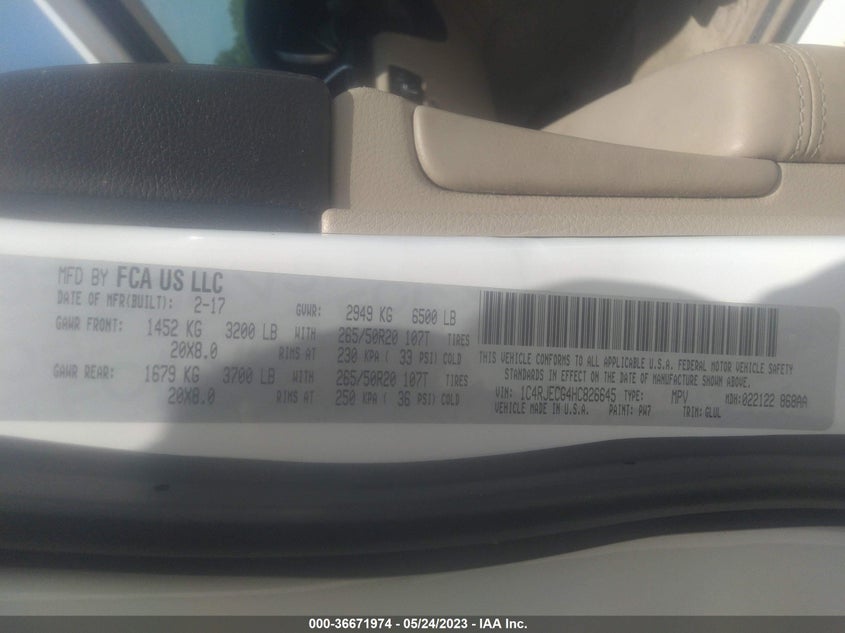 MFD BY FCA US LLC
DATE OF MFR(BUILT): 2-17 GVWR: 2949 KG 6500 LB
GAWR FRONT: 1452 KG 3200 LB WITH 265/50R20 107T TIRES
20X8.0 RIMS AT 230 KPA ( 33 PSI) COLD
GAWR REAR: 1679 KG 3700 LB WITH 265/50R20 107T TIRES
20X8.0 RIMS AT 250 KPA ( 36 PSI) COLD
THIS VEHICLE CONFORMS TO ALL APPLICABLE U.S.A. FEDERAL MOTOR VEHICLE SAFETY
STANDARDS IN EFFECT ON THE DATE OF MANUFACTURE SHOWN ABOVE.
VIN: 1C4RJECG4HC826645 TYPE: MPV MDH:022122 868AA
VEHICLE MADE IN U.S.A. PAINT: PW7 TRIM: GLUL
000-36671974 - 05/24/2023 - IAA Inc.